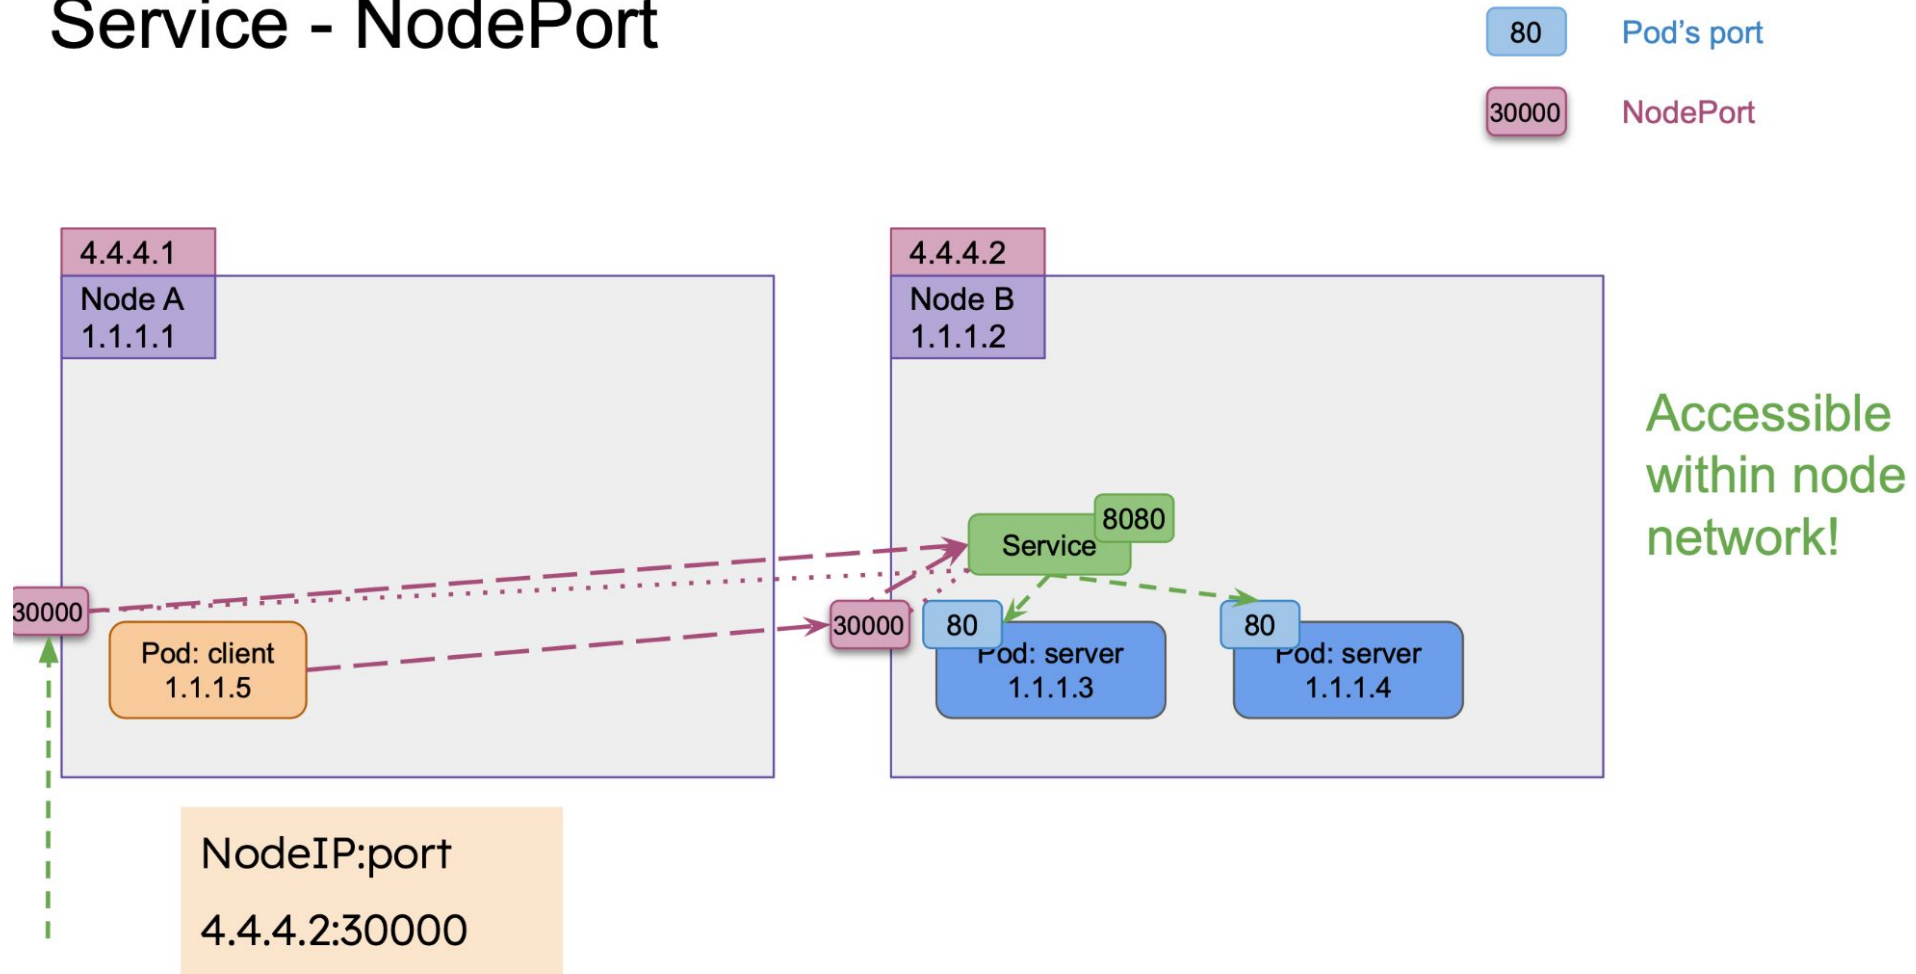 Service - NodePort
80
Pod's port
30000
NodePort
4.4.4.1
Node A
1.1.1.1
4.4.4.2
Node B
1.1.1.2
Accessible
within node
network!
8080
Service
30000
Pod: client
1.1.1.5
30000
80
Pod: server
1.1.1.3
80
Pod: server
1.1.1.4
NodeIP:port
4.4.4.2:30000